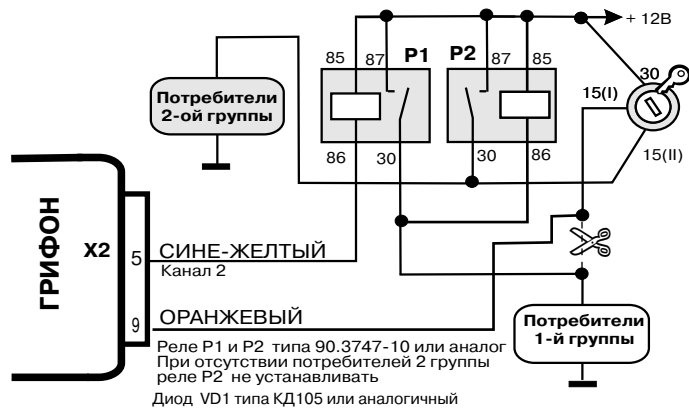 + 12В
85
87
Р1
Р2
87
85
30
15(I)
Потребители
2-ой группы
86
30
30
86
15(II)
ГРИФОН
X2
5
СИНЕ-ЖЕЛТЫЙ
Канал 2
9
ОРАНЖЕВЫЙ
Потребители
1-й группы
Реле Р1 и Р2 типа 90.3747-10 или аналог
При отсутствии потребителей 2 группы
реле Р2 не устанавливать
Диод VD1 типа КД105 или аналогичный